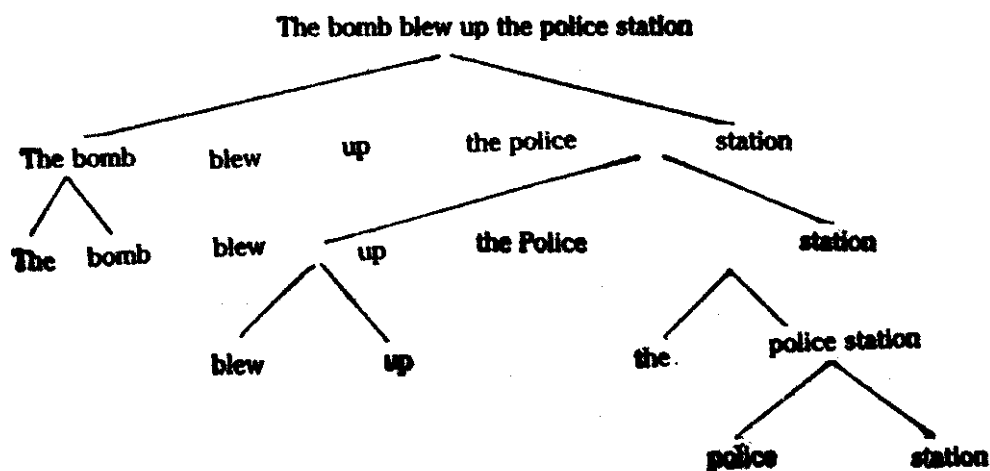 The bomb blew up the police station
The bomb blew up the police station
The bomb blew up the Police station
blew up the. police station
police station